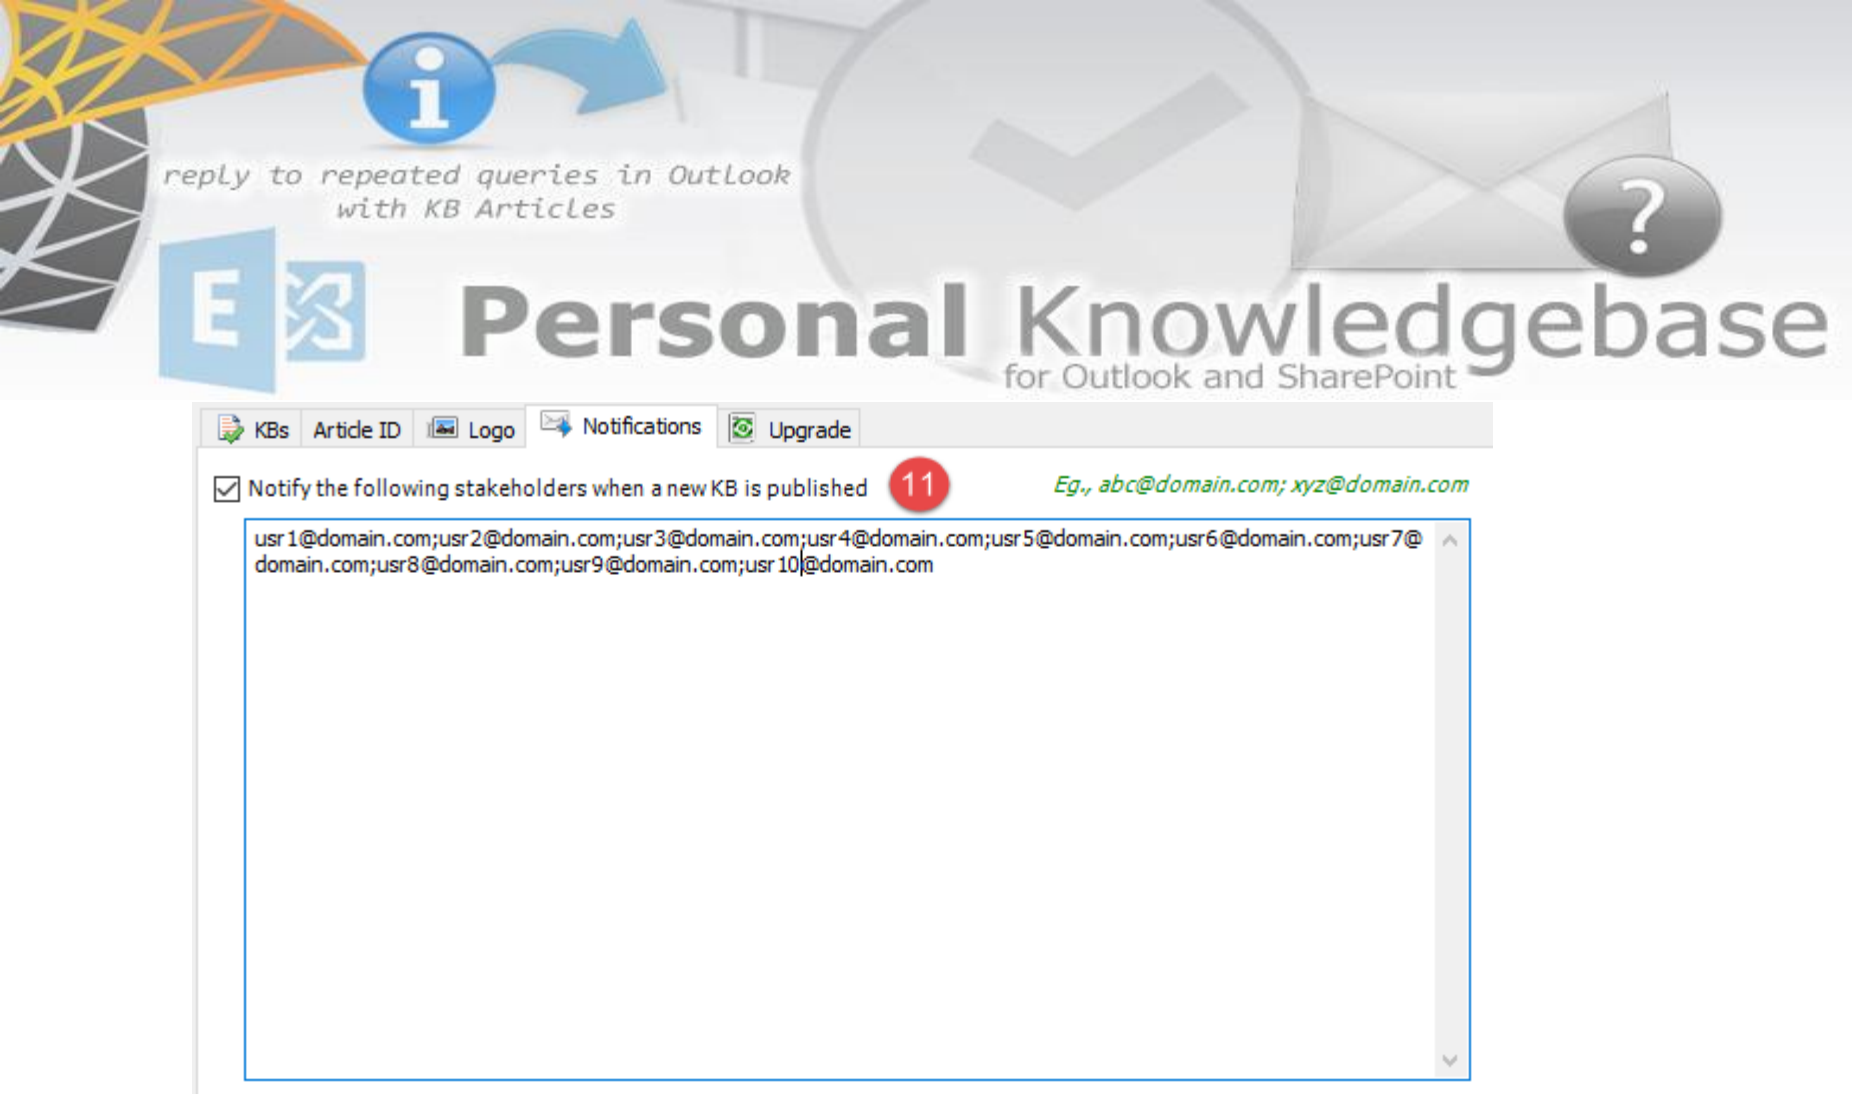 reply to repeated queries in Outlook
with KB Articles
E
Personal Knowledgebase
for Outlook and SharePoint
?
KBs Article ID Logo Notifications Upgrade
Notify the following stakeholders when a new KB is published 11 Eg., abc@domain.com; xyz@domain.com
usr1@domain.com;usr2@domain.com;usr3@domain.com;usr4@domain.com;usr5@domain.com;usr6@domain.com;usr7@
domain.com;usr8@domain.com;usr9@domain.com;usr10@domain.com